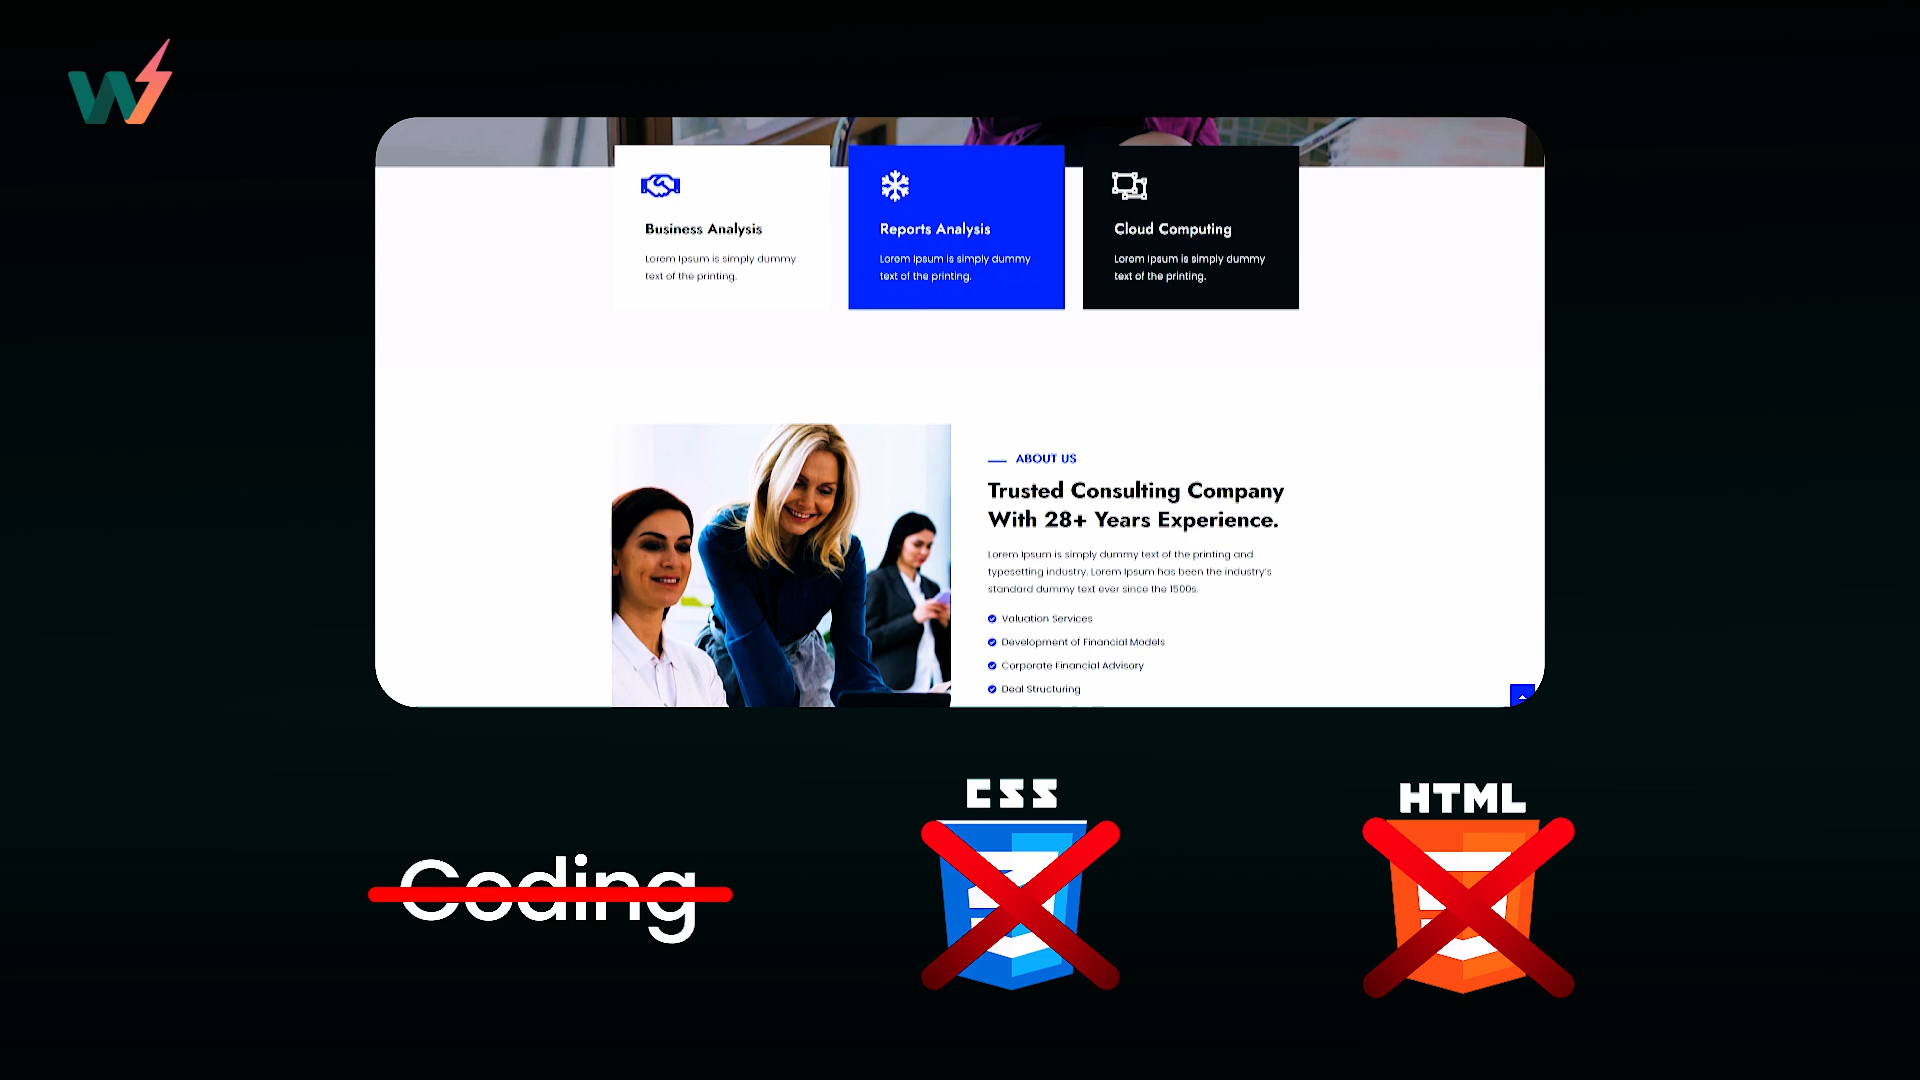 Business Analysis
Lorem Ipsum is simply dummy
text of the printing.
Reports Analysis
Lorem Ipsum is simply dummy
text of the printing.
Cloud Computing
Lorem Ipsum is simply dummy
text of the printing.
ABOUT US
Trusted Consulting Company
With 28+ Years Experience.
Lorem Ipsum is simply dummy text of the printing and
typesetting industry. Lorem Ipsum has been the industry's
standard dummy text ever since the 1500s.
Valuation Services
Development of Financial Models
Corporate Financial Advisory
Deal Structuring
Coding
CSS
HTML